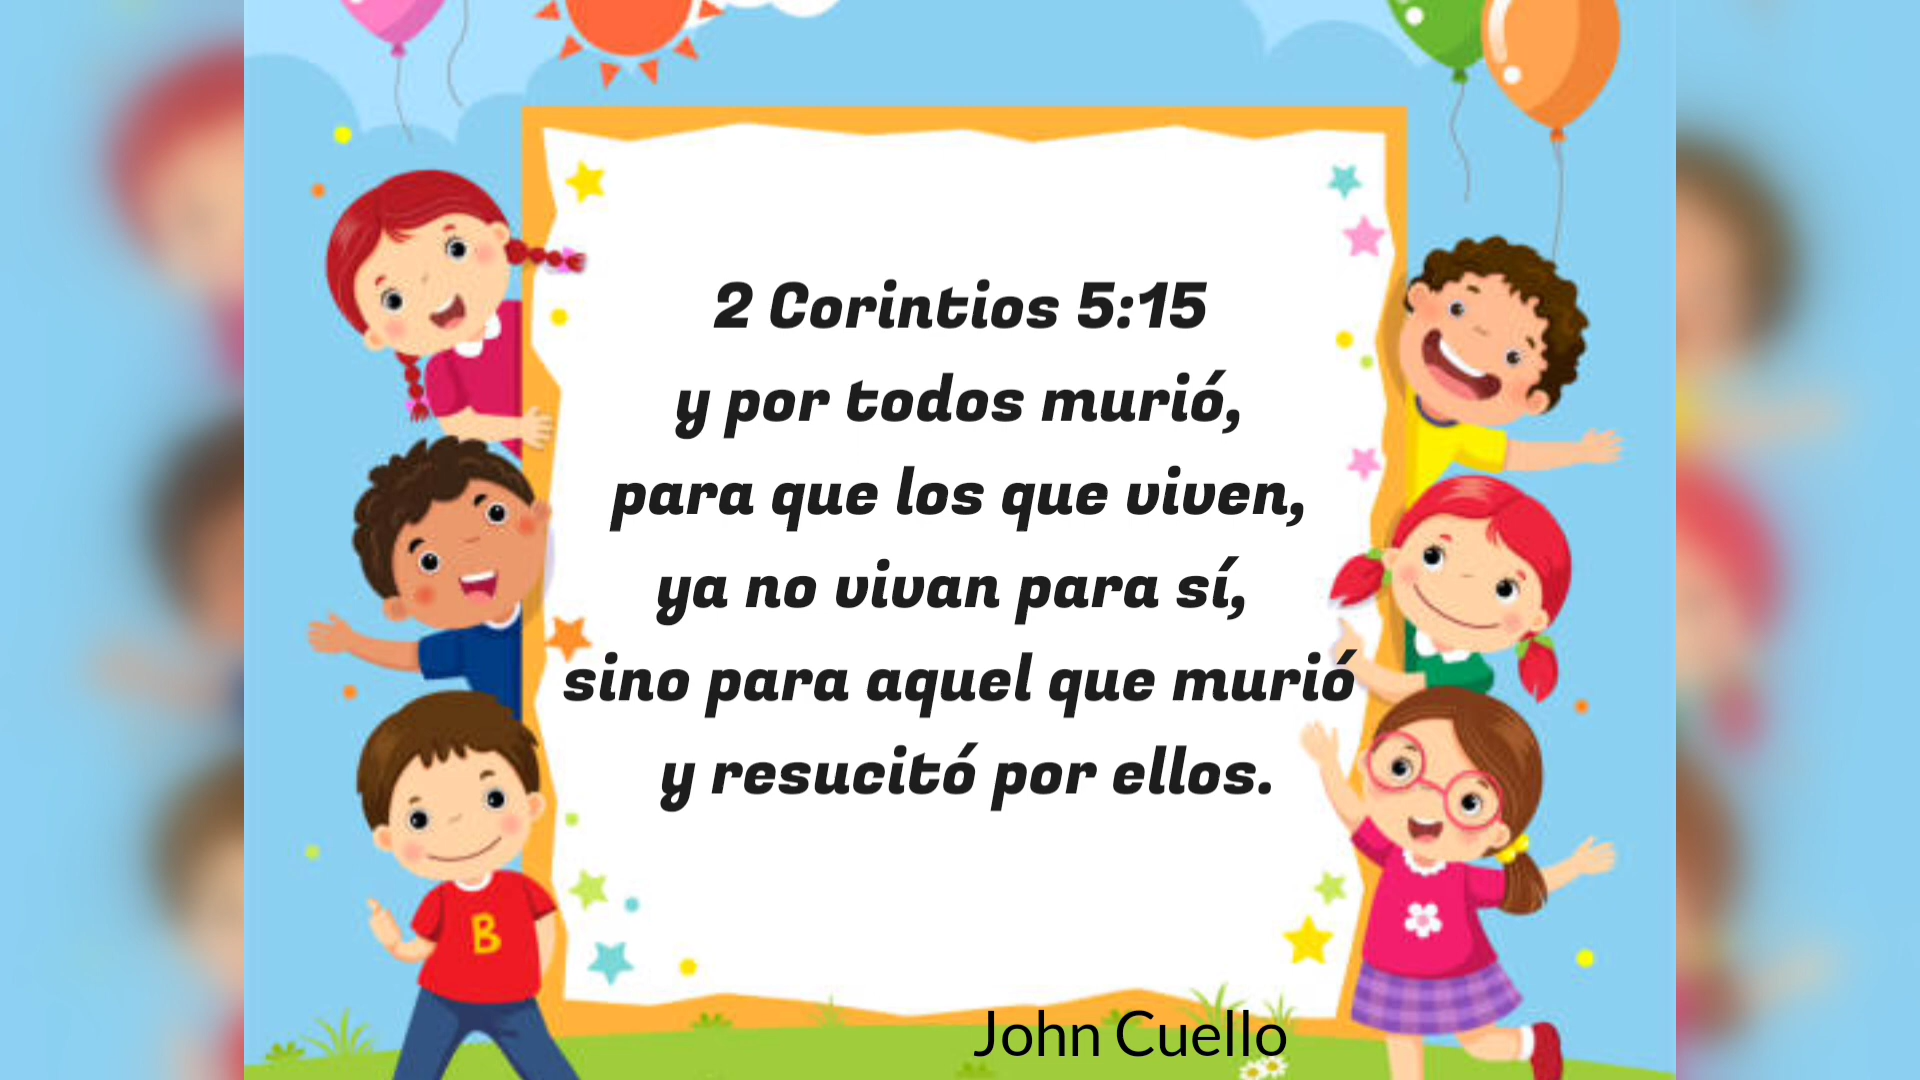 2 Corintios 5:15
y por todos murió,
para que los que viven,
ya no vivan para sí,
sino para aquel que murió
y resucitó por ellos.
B
John Cuello